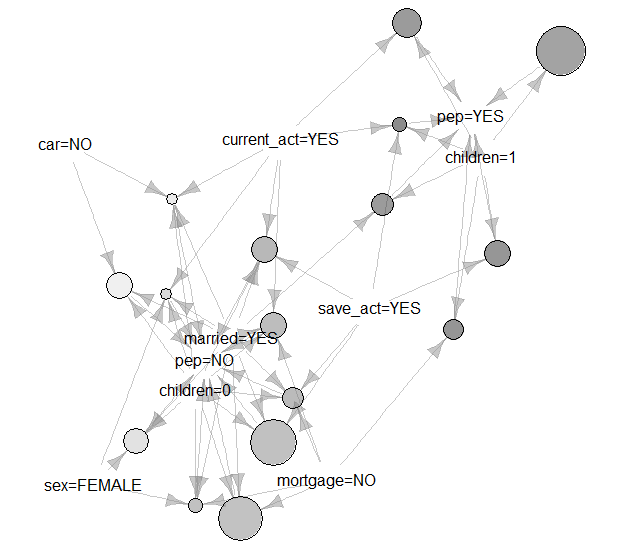 pep=YES
current_act=YES
car=NO
children=1
save_act=YES
married=YES
pep=NO
children=0
mortgage=NO
sex=FEMALE